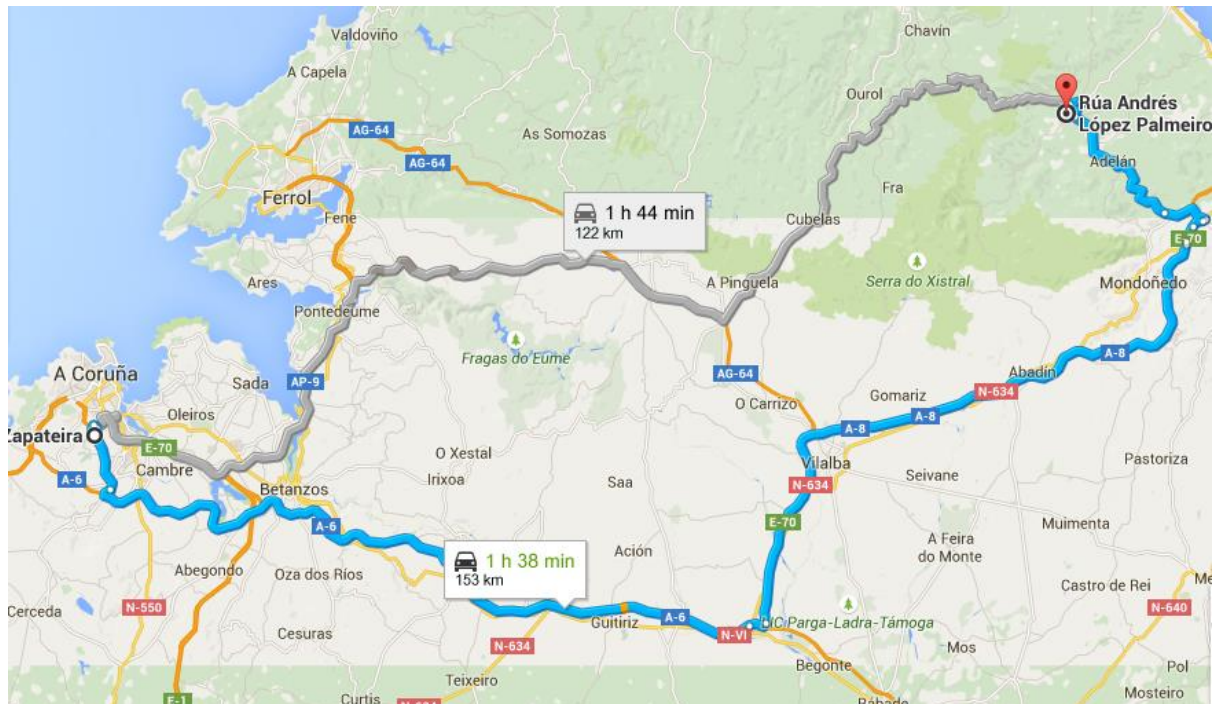 Valdoviño
Chavín
A Capela
Ourol
Rúa Andrés
López Palmeiro
AG-64
As Somozas
AG-64
Adelán
Ferrol
Fra
Fene
1 h 44 min
122 km
Cubelas
E-70
Ares
A Pinguela
Serra do Xistral
Mondoñedo
Pontedeume
Fragas do Eume
A-8
A Coruña
Sada
AP-9
AG-64
Abadín
Gomariz
N-634
Oleiros
O Carrizo
A-8
A-8
Zapateira
E-70
O Xestal
Vilalba
Pastoriza
Cambre
A-6
Irixoa
Saa
N-634
Seivane
Betanzos
A-6
E-70
Muimenta
1 h 38 min
153 km
Ación
A Feira
do Monte
Abegondo
Oza dos Ríos
Castro de Rei
Cerceda
N-550
Guitiriz
A-6
LIC Parga-Ladra-Támoga
N-640
Cesuras
N-VI
N-634
Mos
Begonte
Pol
Teixeiro
E-1
Curtis
Mosteiro
Rábade